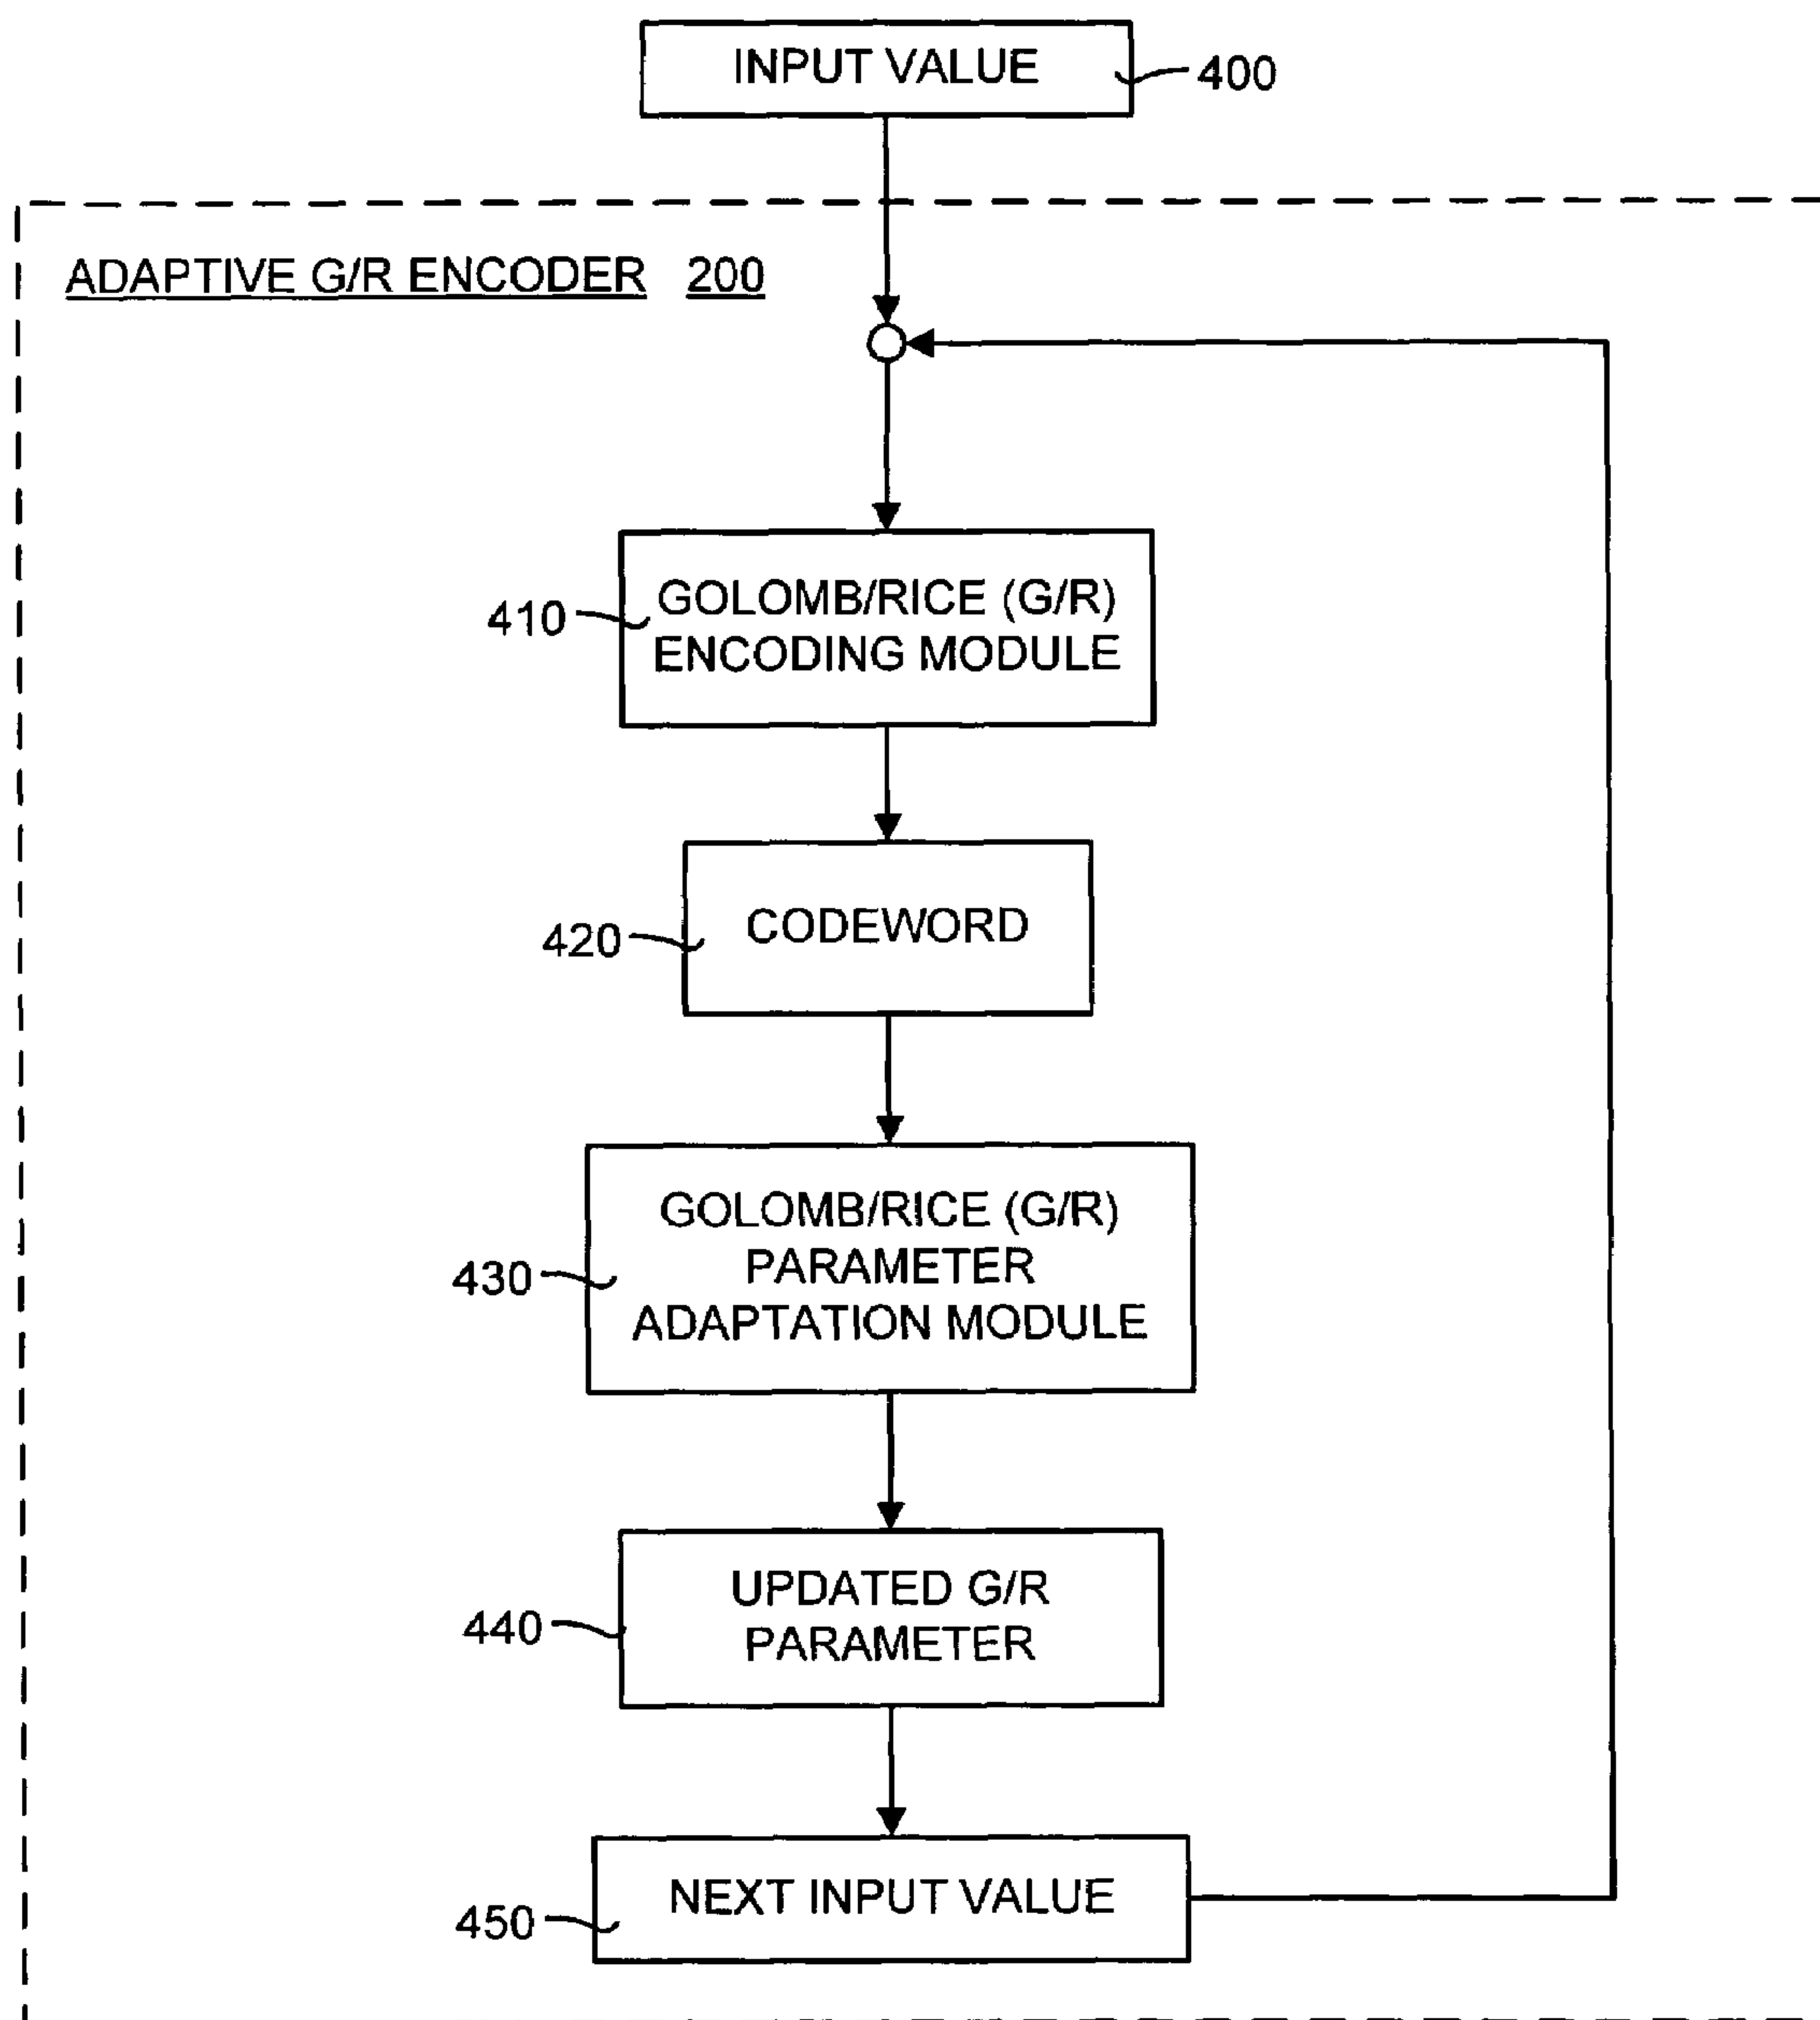 INPUT VALUE
400
ADAPTIVE G/R ENCODER 200
410
GOLOMB/RICE (G/R)
ENCODING MODULE
420
CODEWORD
430
GOLOMB/RICE (G/R)
PARAMETER
ADAPTATION MODULE
440
UPDATED G/R
PARAMETER
450
NEXT INPUT VALUE